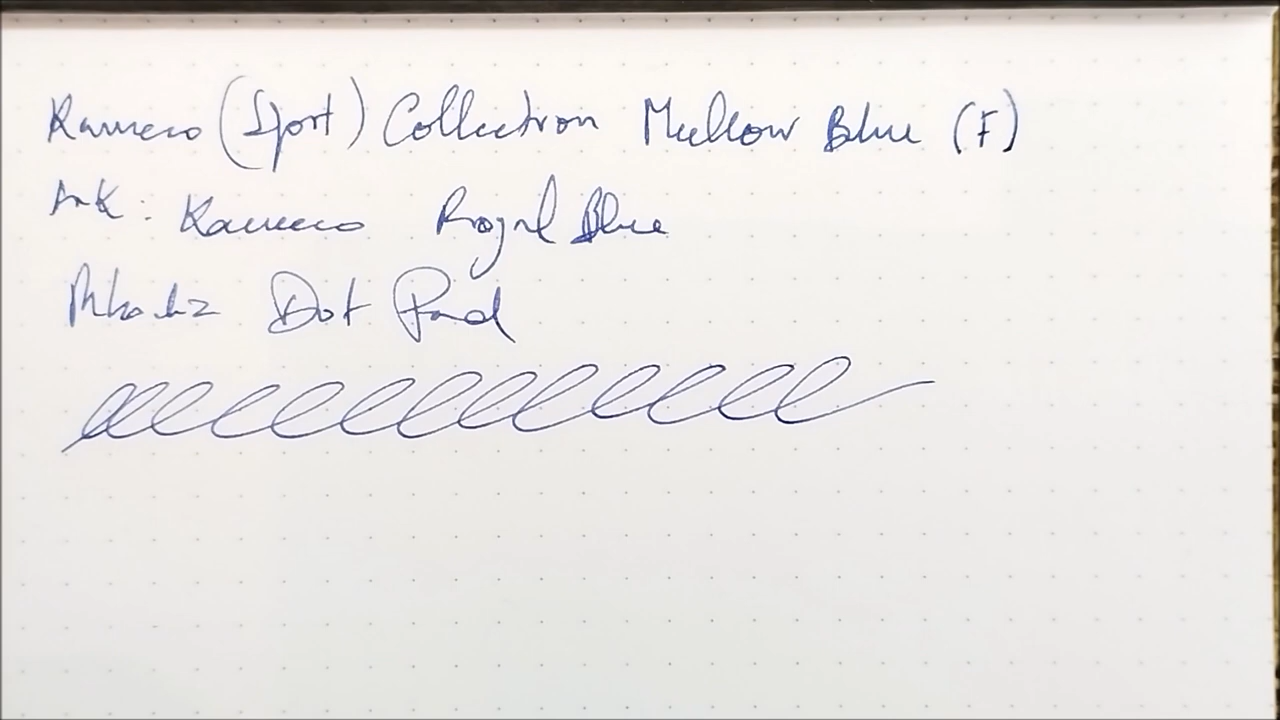 Kaweco (Sport) Collection Mellow Blue (F)
Ink: Kaweco Royal Blue
Rhodia Dot Pad